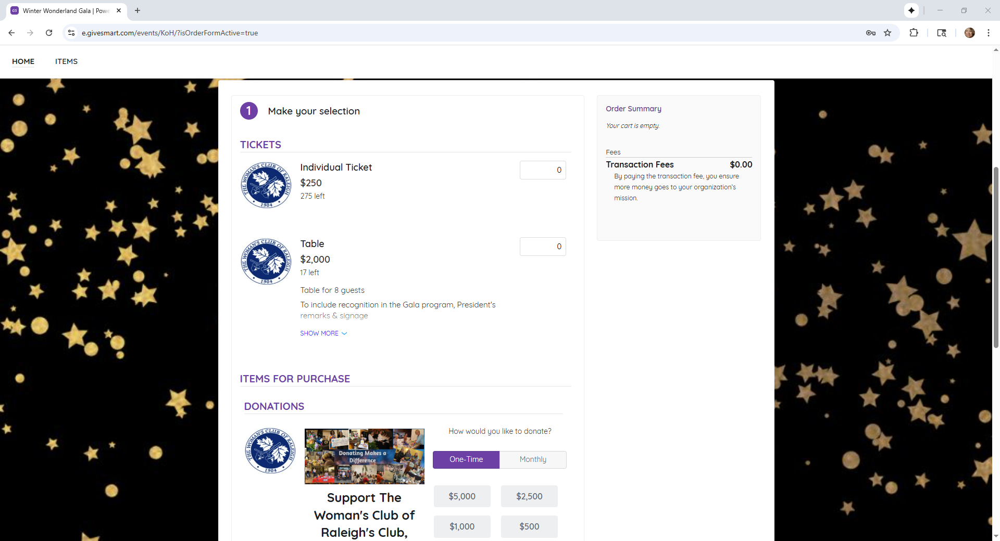 GS
Winter Wonderland Gala | Powe
e.givesmart.com/events/KoH/?isOrderFormActive=true
HOME
ITEMS
1
Make your selection
TICKETS
THE WOMAN'S CLUB OF RALEIGH
1904
Individual Ticket
$250
275 left
0
THE WOMAN'S CLUB OF RALEIGH
1904
Table
$2,000
17 left
0
Table for 8 guests
To include recognition in the Gala program, President's
remarks & signage
SHOW MORE
ITEMS FOR PURCHASE
DONATIONS
THE WOMAN'S CLUB OF RALEIGH
1904
Donating Makes a
Difference
Support The
Woman's Club of
Raleigh's Club,
How would you like to donate?
One-Time
Monthly
$5,000
$2,500
$1,000
$500
Order Summary
Your cart is empty.
Fees
Transaction Fees
$0.00
By paying the transaction fee, you ensure
more money goes to your organization's
mission.